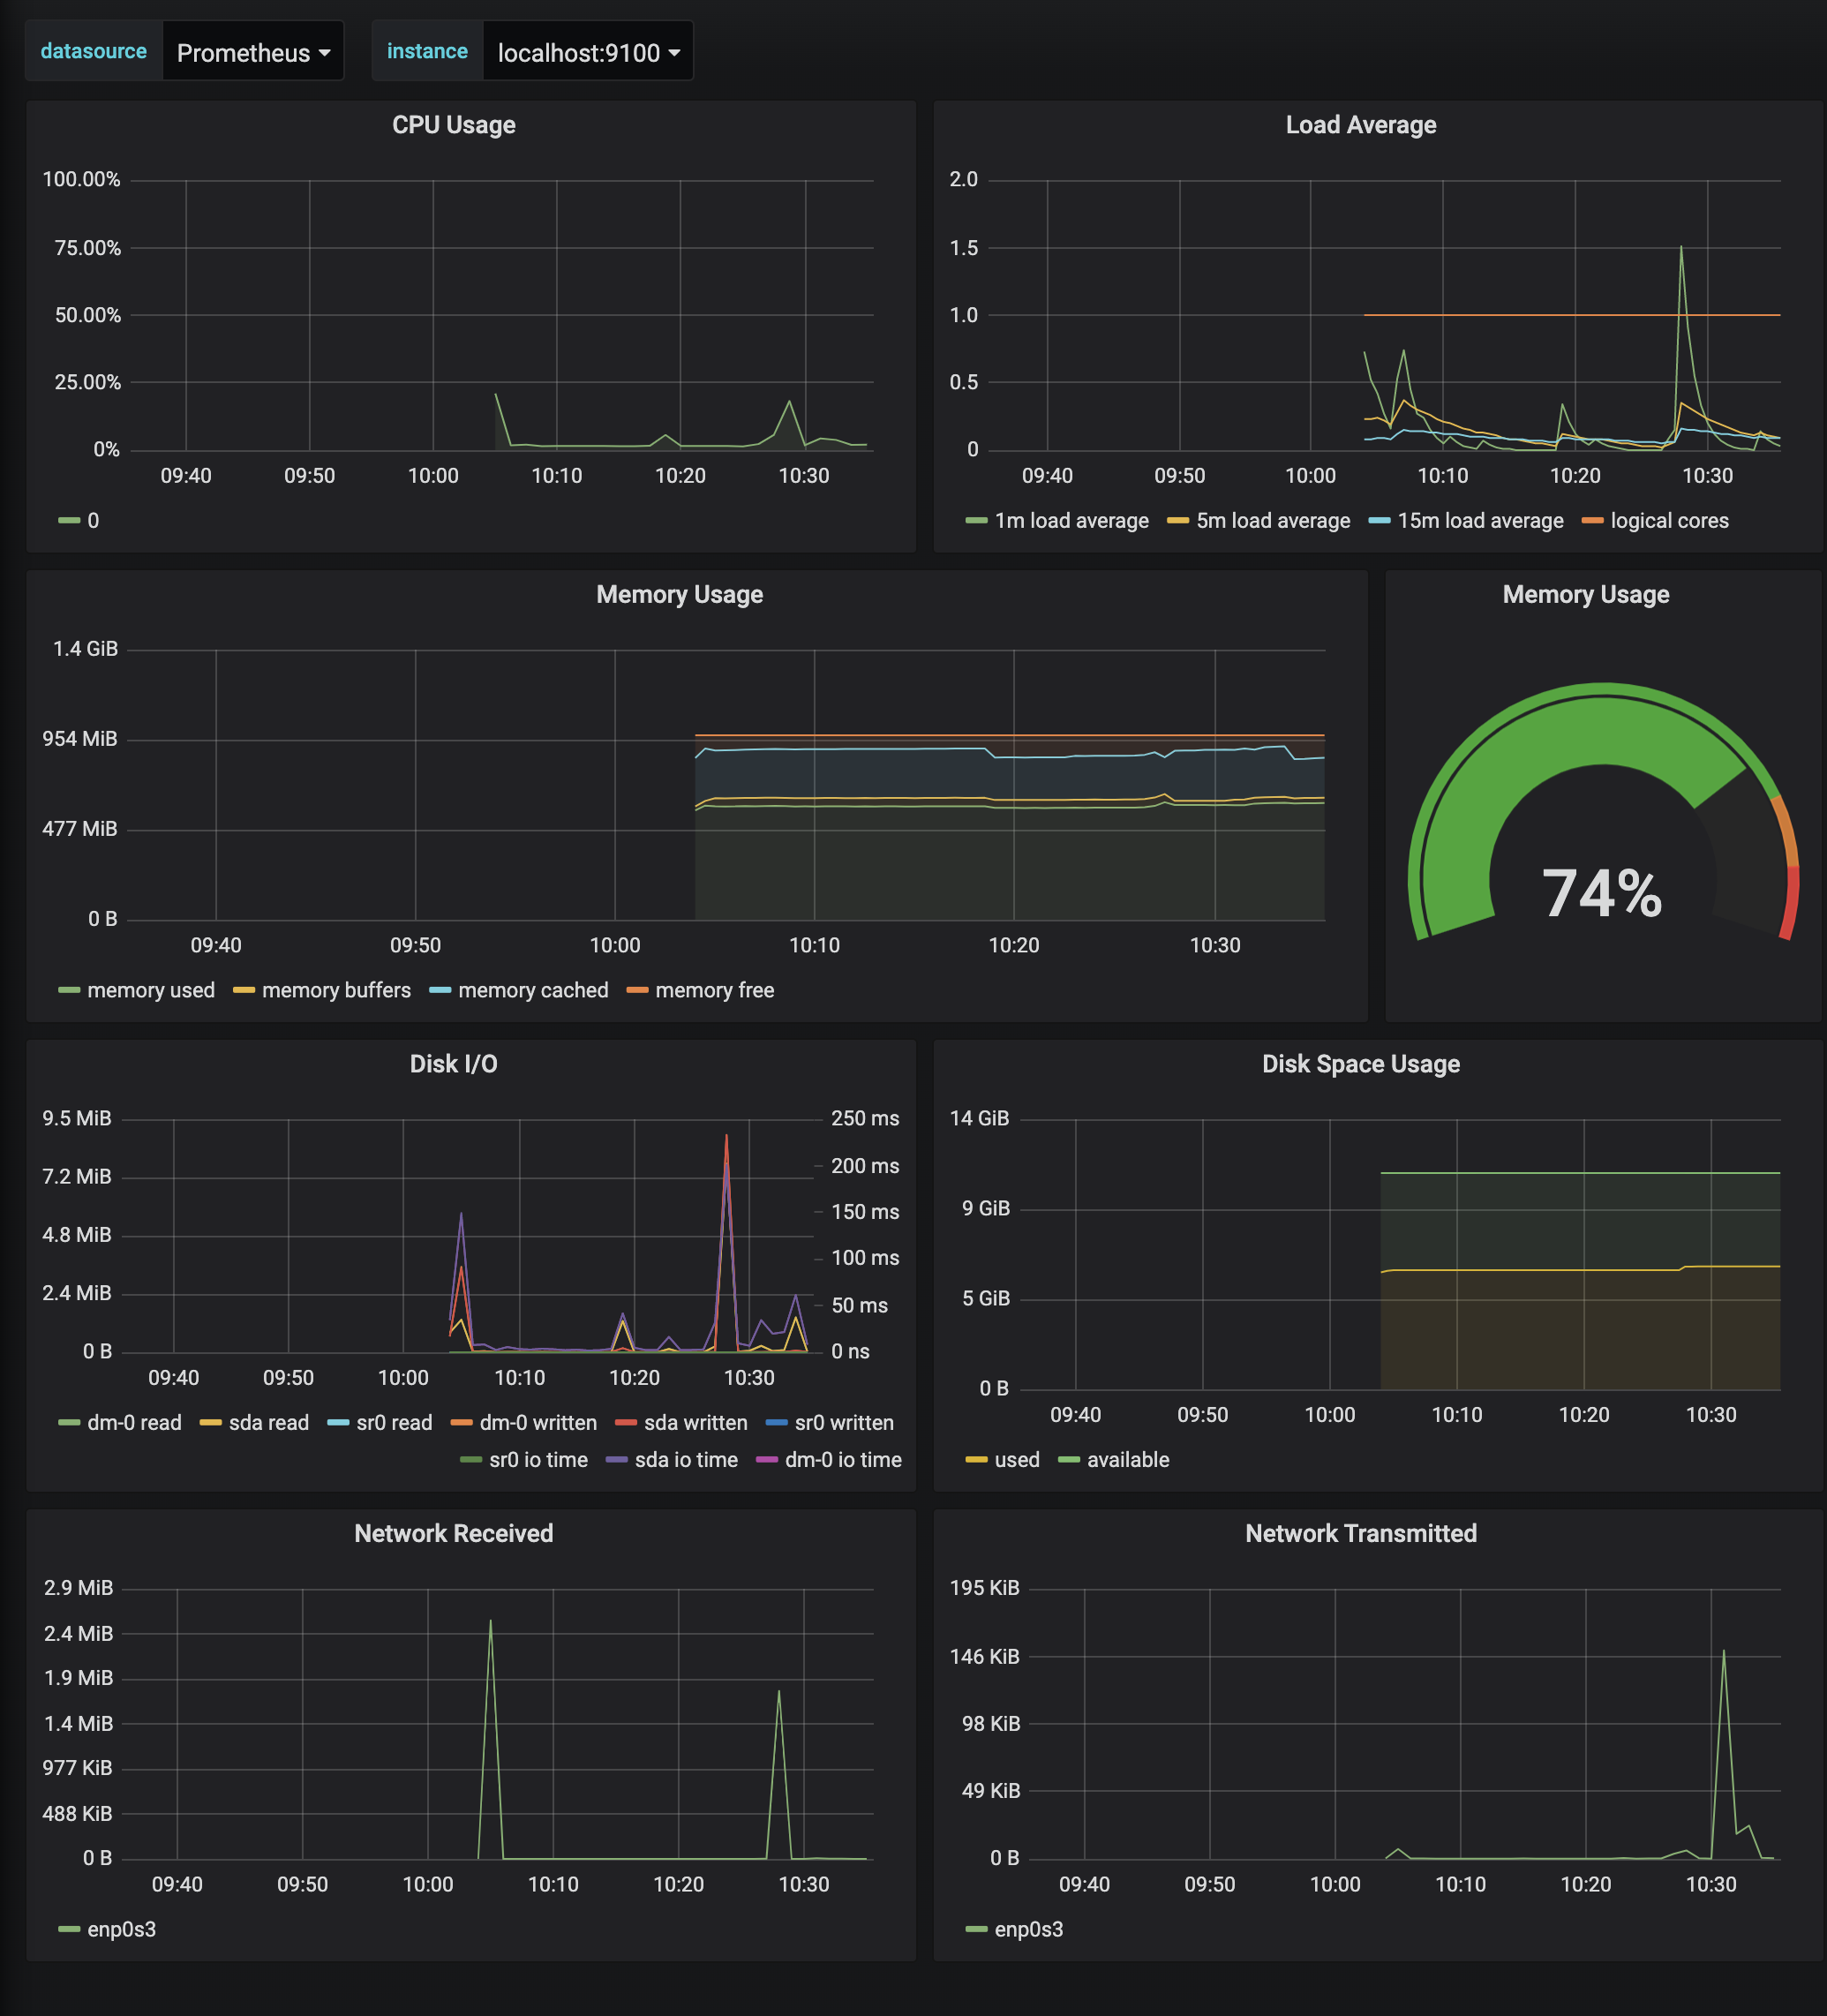 datasource Prometheus instance localhost:9100
CPU Usage
100.00%
75.00%
50.00%
25.00%
0%
09:40 09:50 10:00 10:10 10:20 10:30
0
Load Average
2.0
1.5
1.0
0.5
0
09:40 09:50 10:00 10:10 10:20 10:30
1m load average 5m load average 15m load average logical cores
Memory Usage
1.4 GiB
954 MiB
477 MiB
0 B
09:40 09:50 10:00 10:10 10:20 10:30
memory used memory buffers memory cached memory free
Memory Usage
74%
Disk I/O
9.5 MiB
7.2 MiB
4.8 MiB
2.4 MiB
0 B
250 ms
200 ms
150 ms
100 ms
50 ms
0 ns
09:40 09:50 10:00 10:10 10:20 10:30
dm-0 read sda read sr0 read dm-0 written sda written sr0 written
sr0 io time sda io time dm-0 io time
Disk Space Usage
14 GiB
9 GiB
5 GiB
0 B
09:40 09:50 10:00 10:10 10:20 10:30
used available
Network Received
2.9 MiB
2.4 MiB
1.9 MiB
1.4 MiB
977 KiB
488 KiB
0 B
09:40 09:50 10:00 10:10 10:20 10:30
enp0s3
Network Transmitted
195 KiB
146 KiB
98 KiB
49 KiB
0 B
09:40 09:50 10:00 10:10 10:20 10:30
enp0s3